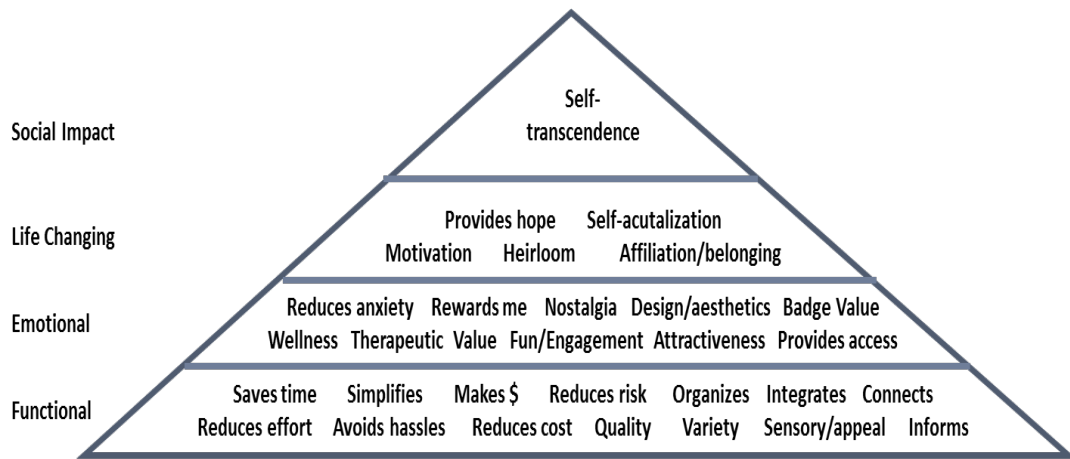 Self-
transcendence
Social Impact
Provides hope Self-acutalization
Life Changing
Motivation Heirloom Affiliation/belonging
Reduces anxiety Rewards me Nostalgia Design/aesthetics Badge Value
Emotional
Wellness Therapeutic Value Fun/Engagement Attractiveness Provides access
Saves time Simplifies Makes $ Reduces risk Organizes Integrates Connects
Functional
Reduces effort Avoids hassles Reduces cost Quality Variety Sensory/appeal Informs